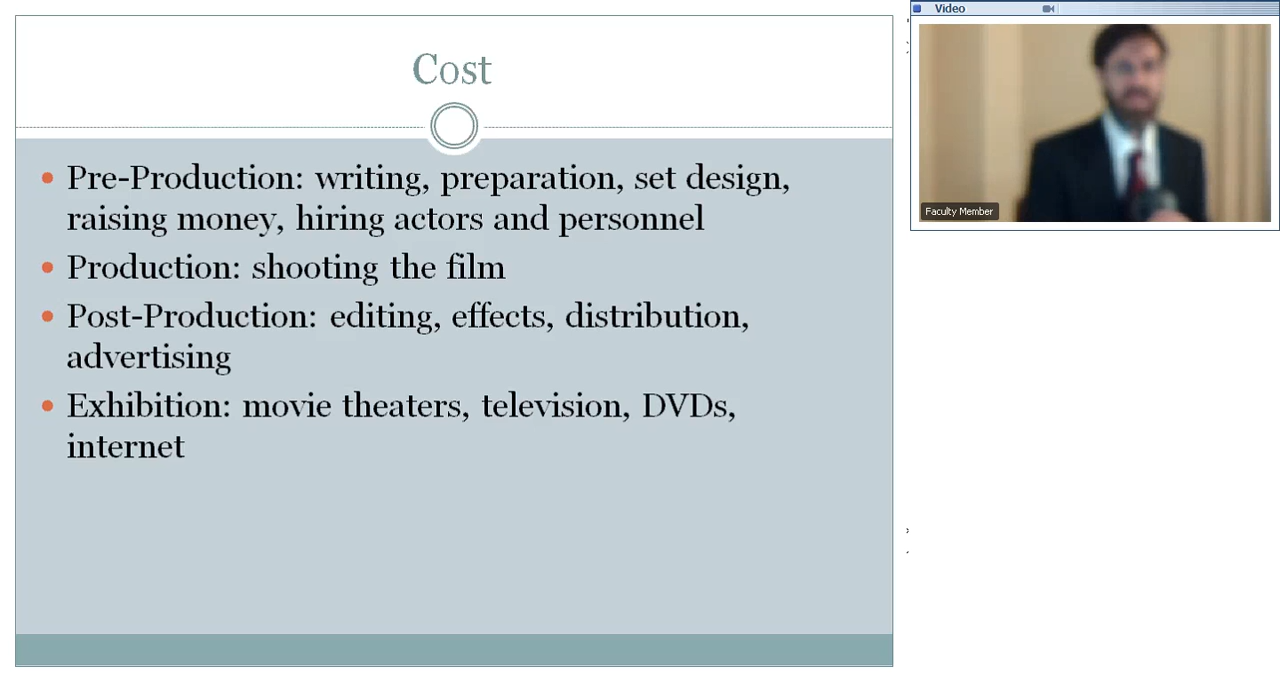 Cost
Pre-Production: writing, preparation, set design,
raising money, hiring actors and personnel
Production: shooting the film
Post-Production: editing, effects, distribution,
advertising
Exhibition: movie theaters, television, DVDs,
internet
Video
Faculty Member